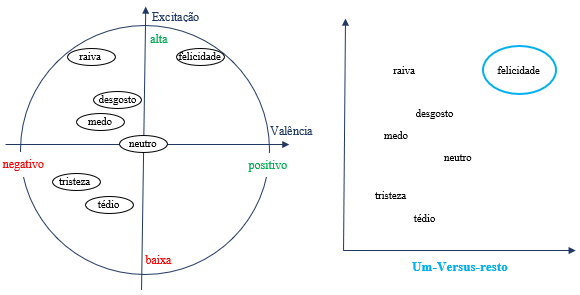 Excitação
alta
raiva
felicidade
desgosto
medo
Valência
neutro
negativo
positivo
tristeza
tédio
baixa
raiva
felicidade
desgosto
medo
neutro
tristeza
tédio
Um-Versus-resto